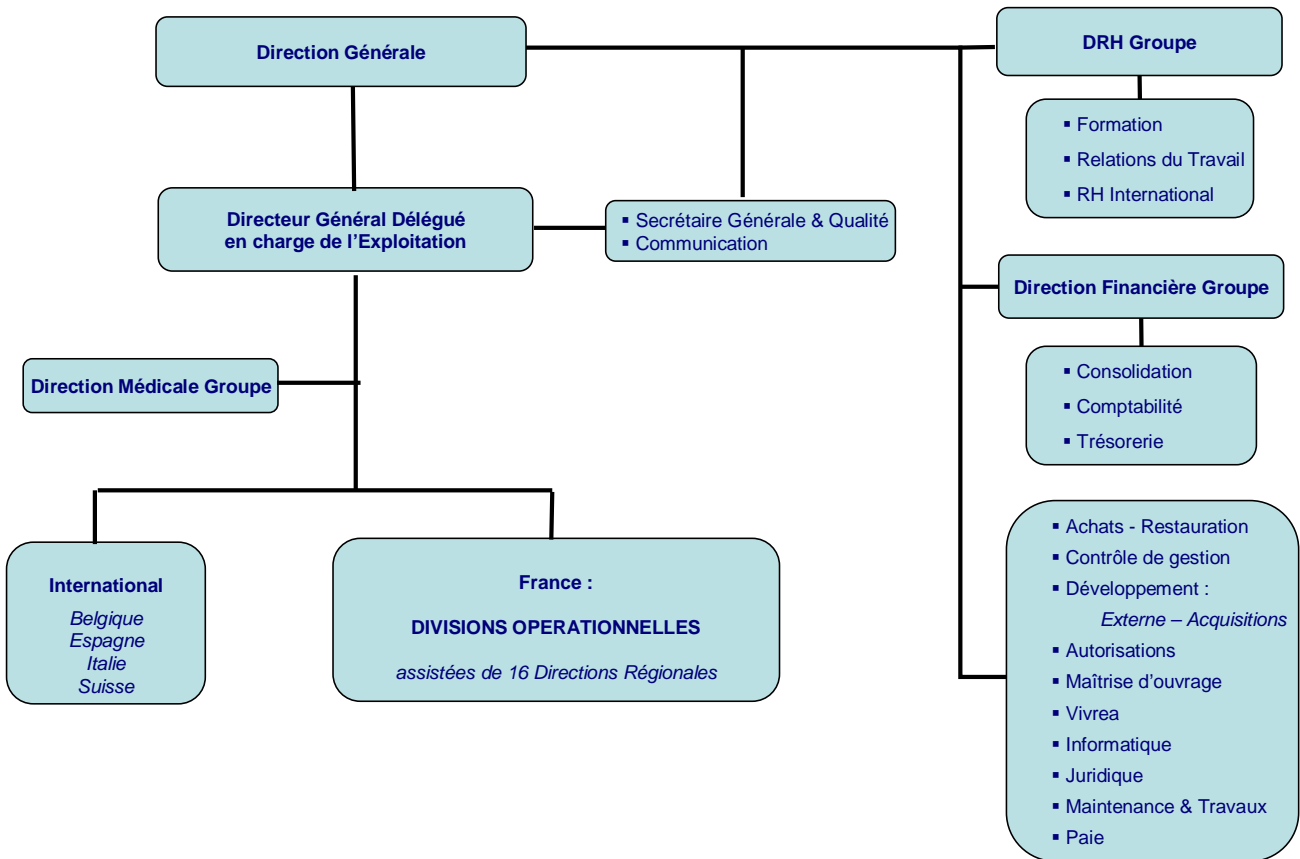 Direction Générale
DRH Groupe
▪ Formation
▪ Relations du Travail
▪ RH International
Directeur Général Délégué
en charge de l’Exploitation
▪ Secrétaire Générale & Qualité
▪ Communication
Direction Financière Groupe
▪ Consolidation
▪ Comptabilité
▪ Trésorerie
Direction Médicale Groupe
International
Belgique
Espagne
Italie
Suisse
France :
DIVISIONS OPERATIONNELLES
assistées de 16 Directions Régionales
▪ Achats - Restauration
▪ Contrôle de gestion
▪ Développement :
Externe – Acquisitions
▪ Autorisations
▪ Maîtrise d’ouvrage
▪ Vivrea
▪ Informatique
▪ Juridique
▪ Maintenance & Travaux
▪ Paie